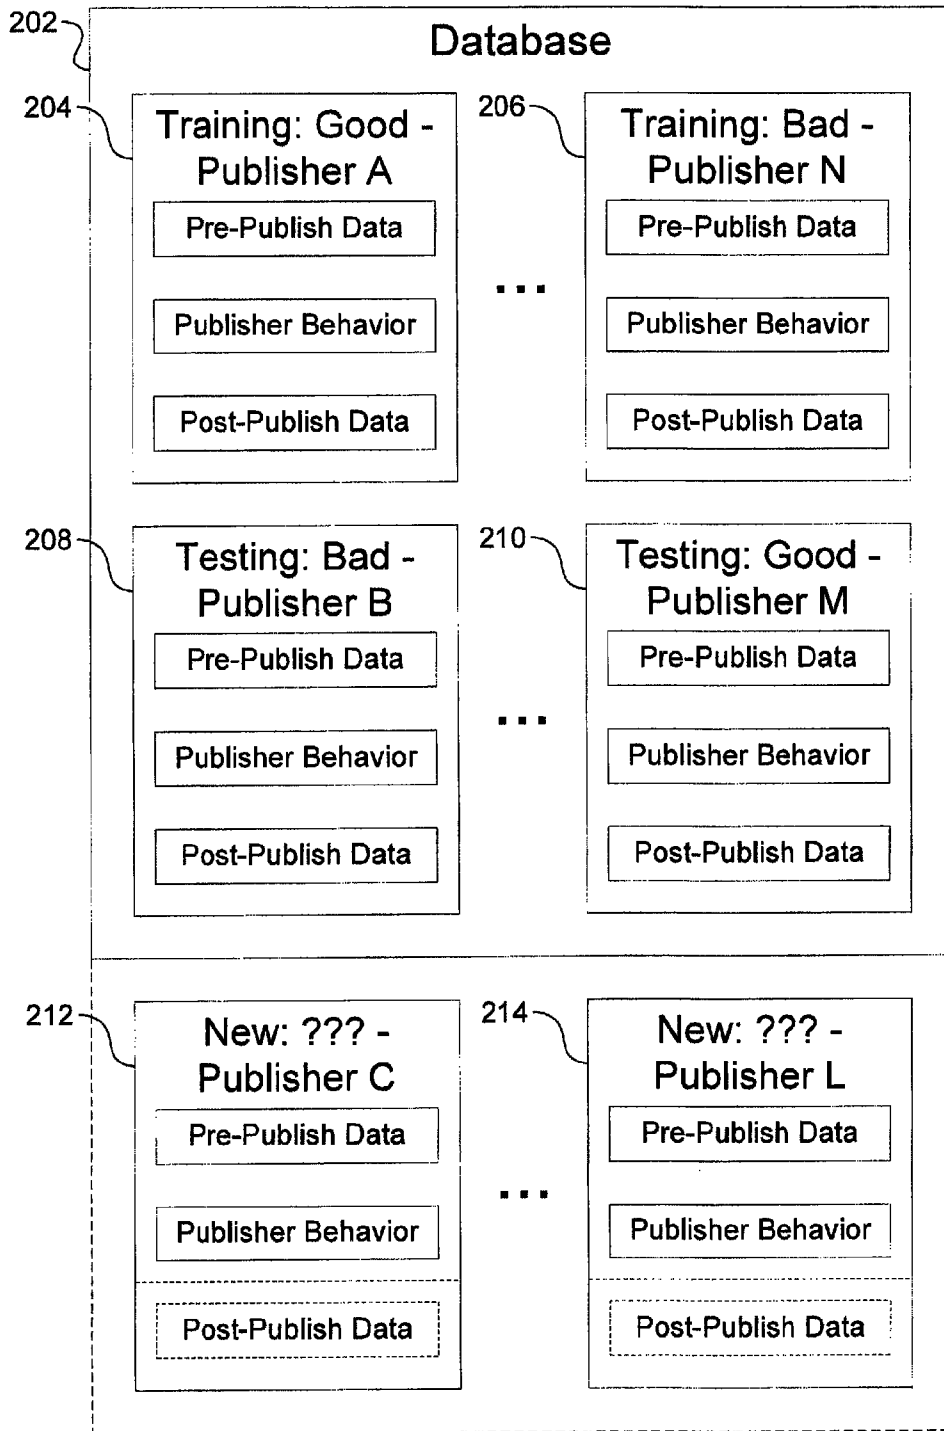 202
Database
204
Training: Good -
Publisher A
Pre-Publish Data
Publisher Behavior
Post-Publish Data
...
206
Training: Bad -
Publisher N
Pre-Publish Data
Publisher Behavior
Post-Publish Data
208
Testing: Bad -
Publisher B
Pre-Publish Data
Publisher Behavior
Post-Publish Data
...
210
Testing: Good -
Publisher M
Pre-Publish Data
Publisher Behavior
Post-Publish Data
212
New: ??? -
Publisher C
Pre-Publish Data
Publisher Behavior
Post-Publish Data
...
214
New: ??? -
Publisher L
Pre-Publish Data
Publisher Behavior
Post-Publish Data